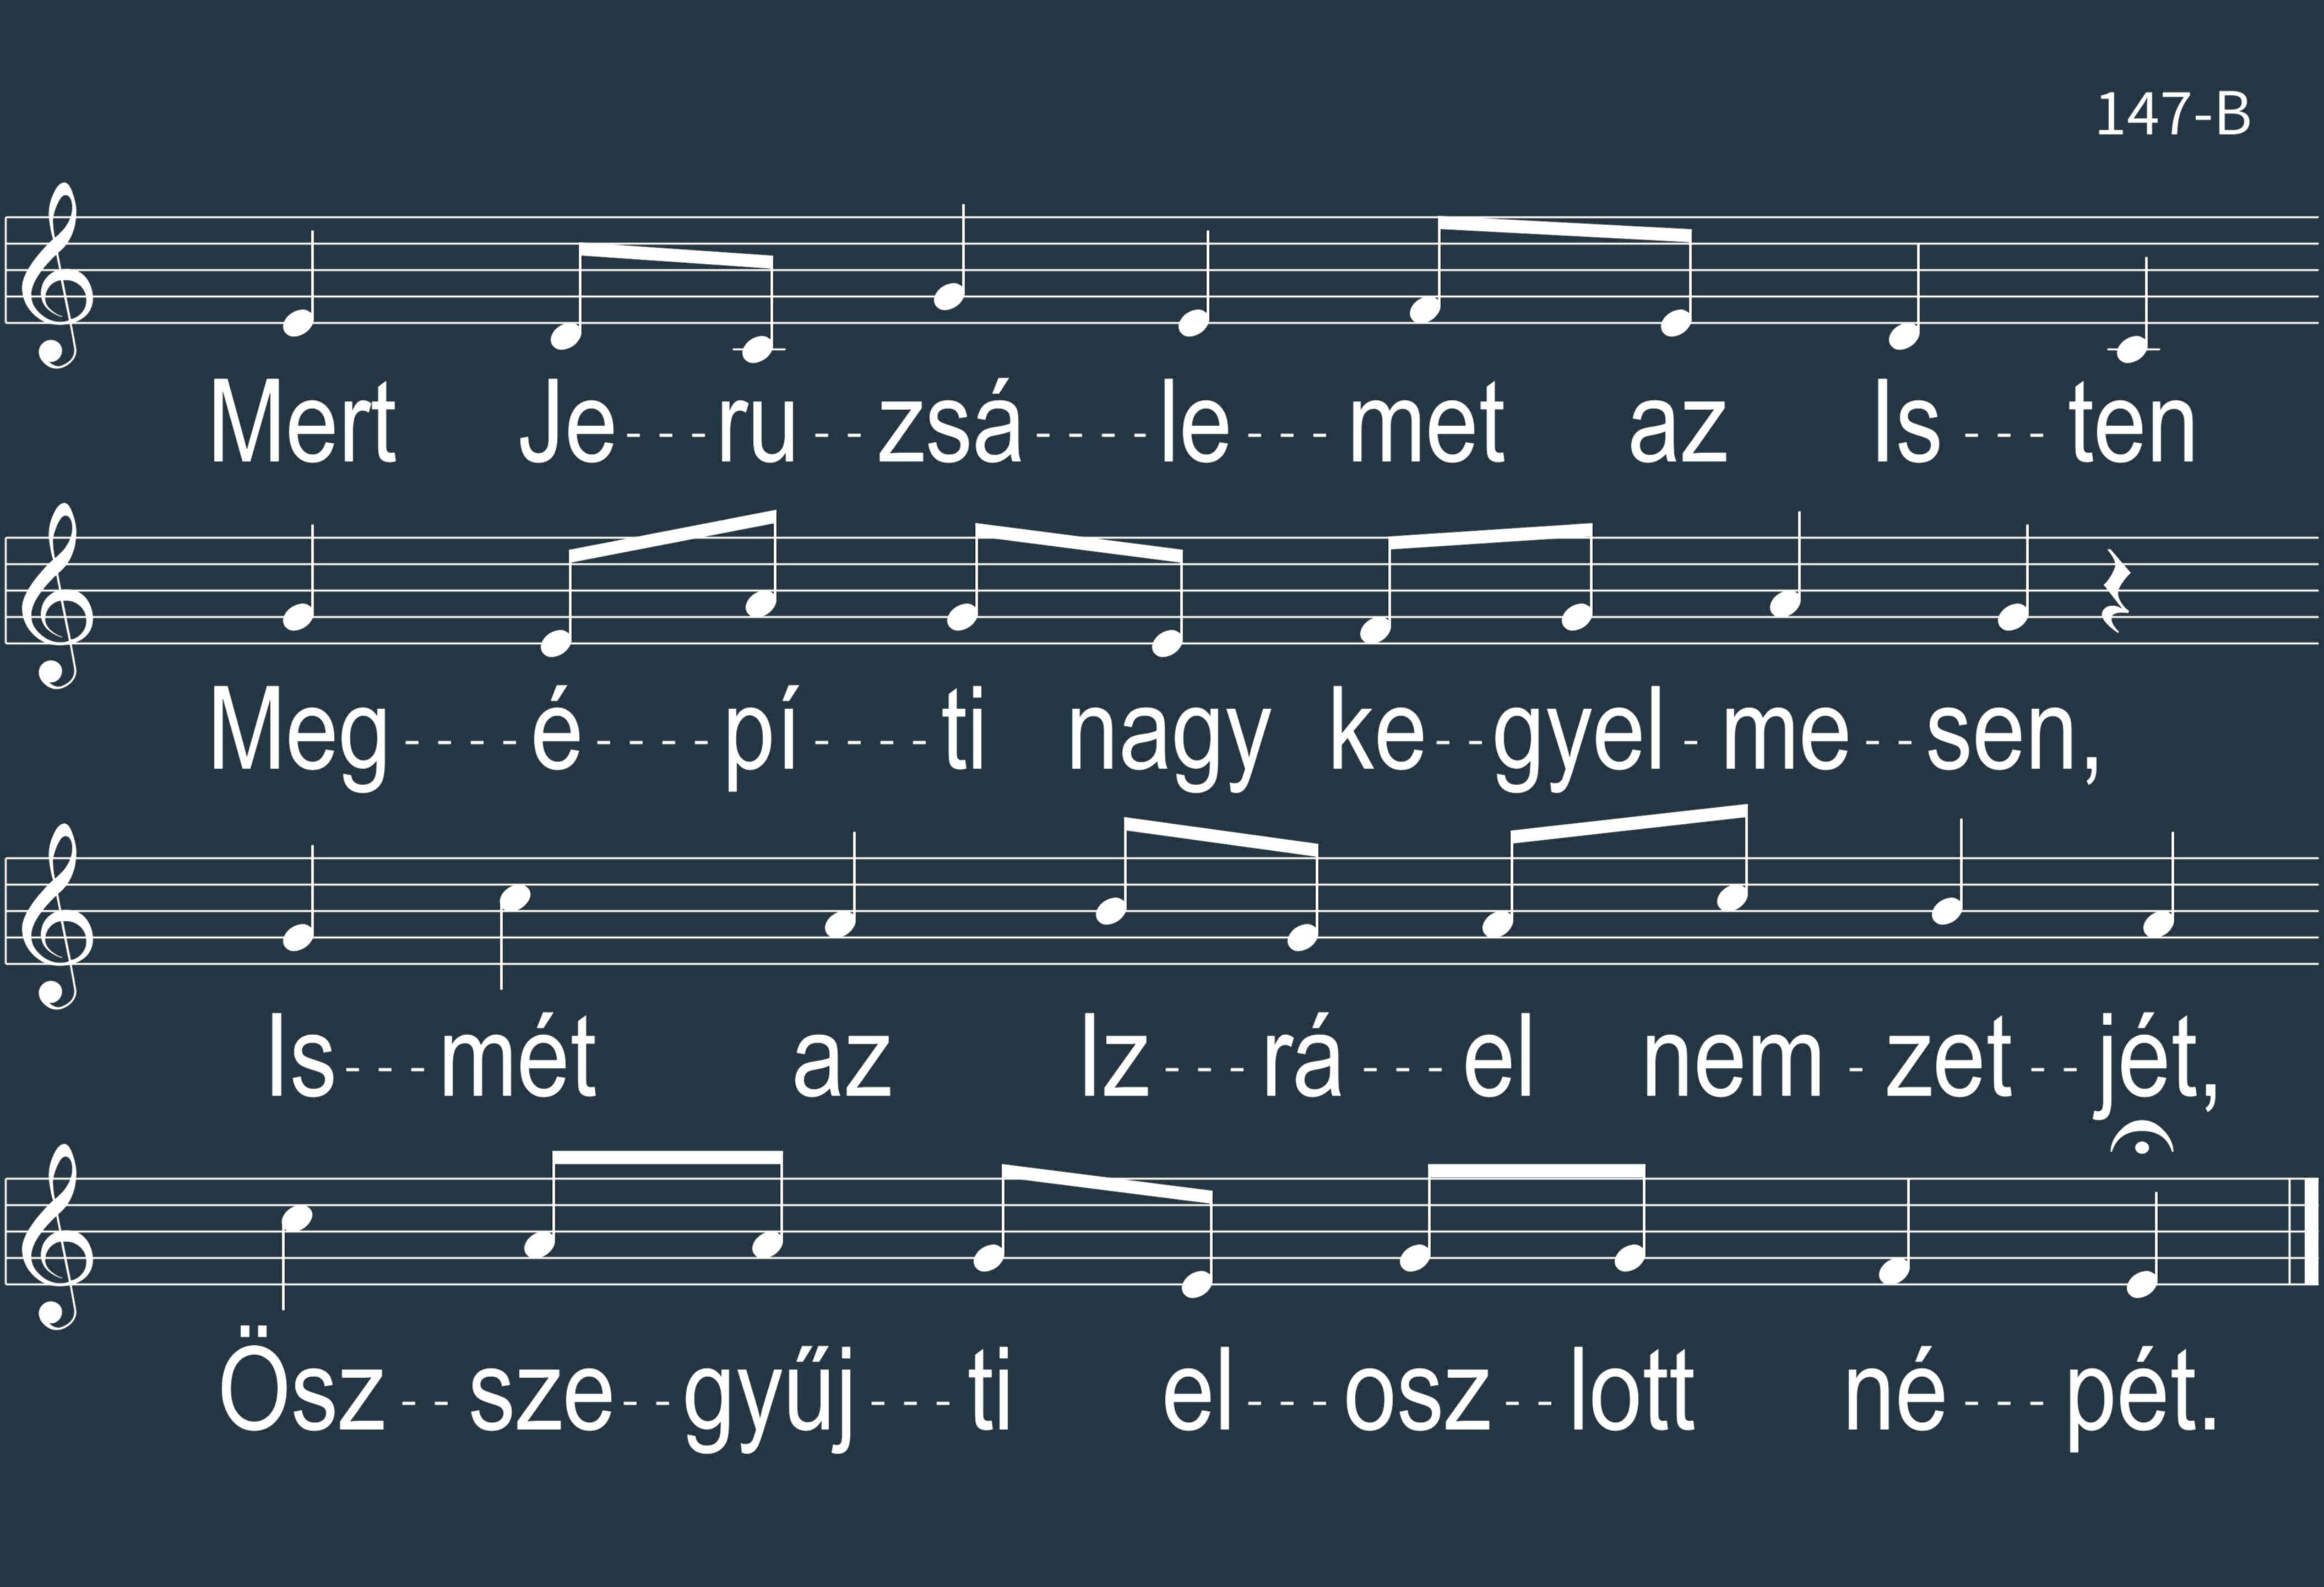 147-B
Mert Je---ru--zsá----le---met az Is---ten
Meg----é----pí----ti nagy ke--gyel-me--sen,
Is---mét az Iz---rá---el nem-zet--jét,
Ösz--sze--gyűj---ti el---osz--lott né---pét.